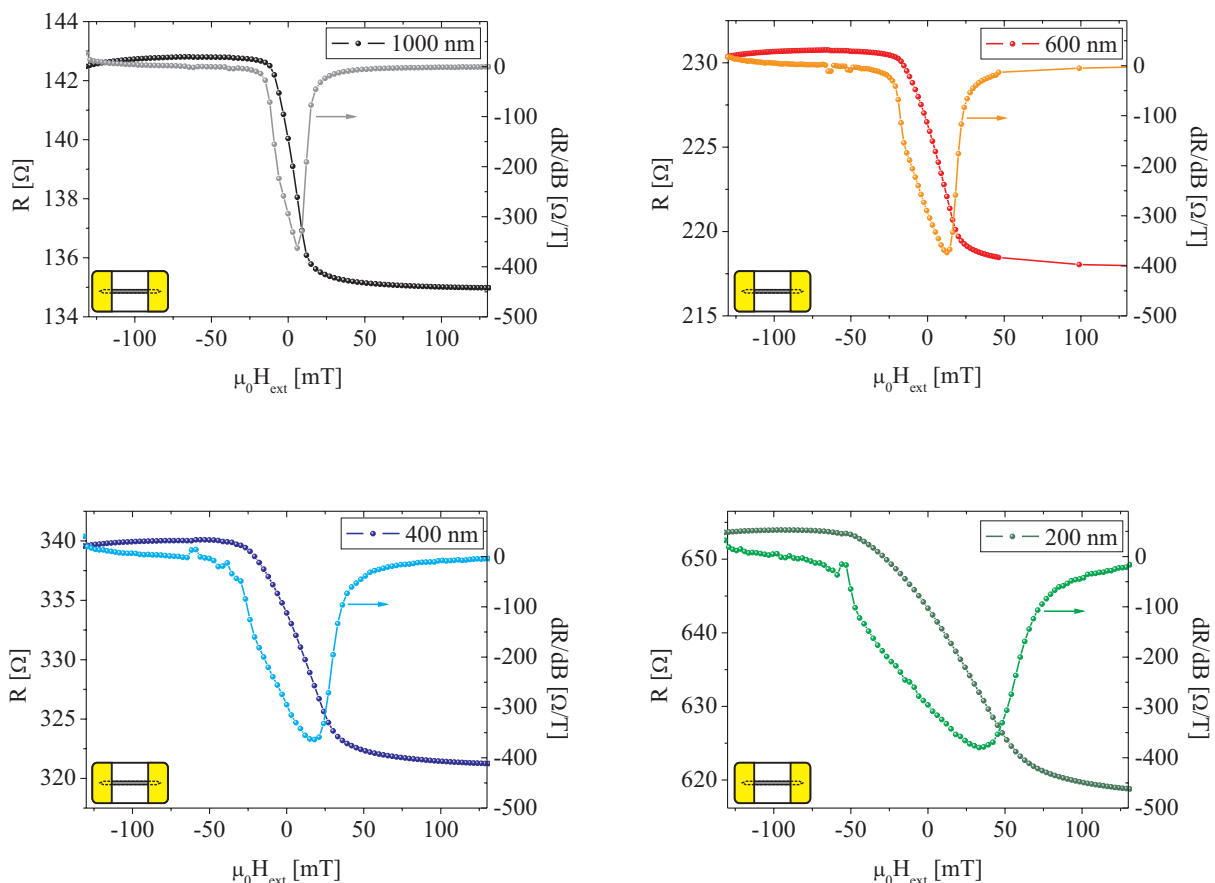 144
142
140
138
136
134
R [Ω]
1000 nm
0
-100
-200
-300
-400
-500
dR/dB [Ω/T]
-100 -50 0 50 100
μ₀Hext [mT]
230
225
220
215
R [Ω]
600 nm
0
-100
-200
-300
-400
-500
dR/dB [Ω/T]
-100 -50 0 50 100
μ₀Hext [mT]
340
335
330
325
320
R [Ω]
400 nm
0
-100
-200
-300
-400
-500
dR/dB [Ω/T]
-100 -50 0 50 100
μ₀Hext [mT]
650
640
630
620
R [Ω]
200 nm
0
-100
-200
-300
-400
-500
dR/dB [Ω/T]
-100 -50 0 50 100
μ₀Hext [mT]